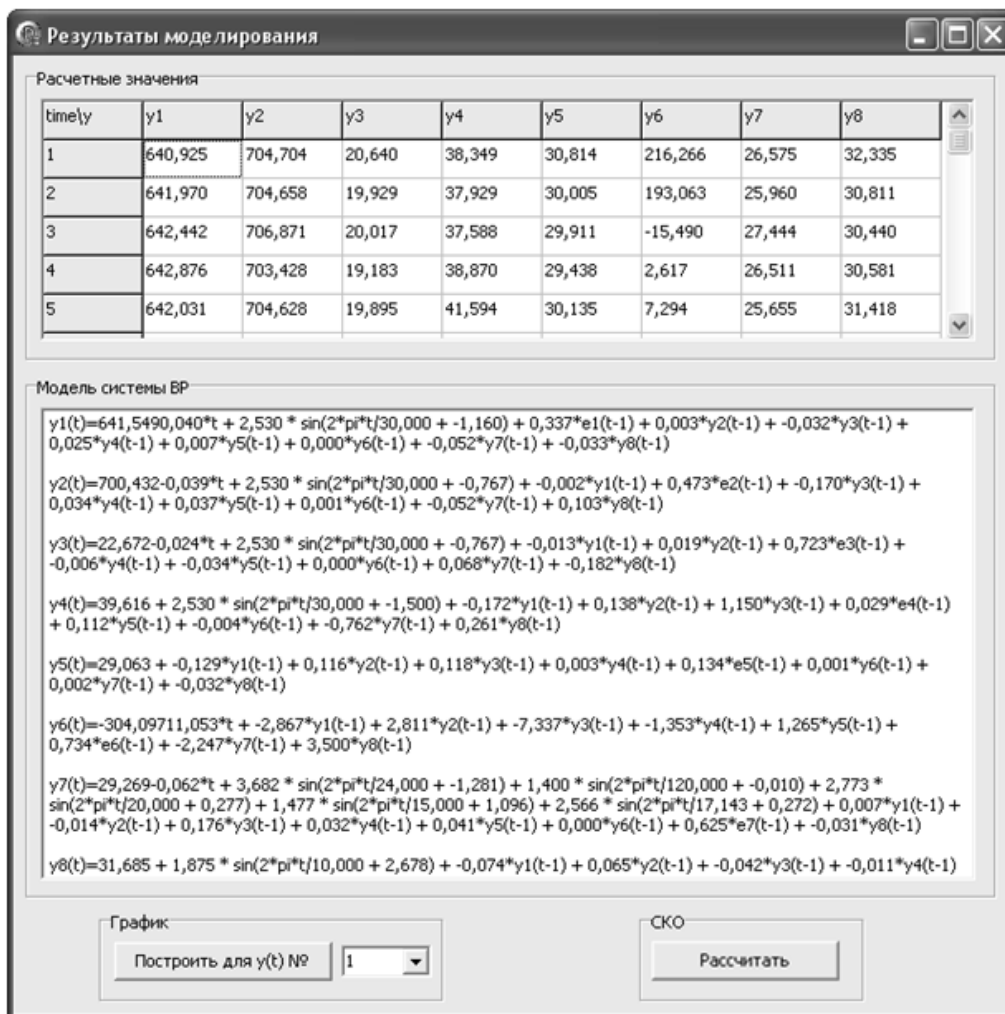 Результаты моделирования
Расчетные значения
time\y y1 y2 y3 y4 y5 y6 y7 y8
1 640,925 704,704 20,640 38,349 30,814 216,266 26,575 32,335
2 641,970 704,658 19,929 37,929 30,005 193,063 25,960 30,811
3 642,442 706,871 20,017 37,588 29,911 -15,490 27,444 30,440
4 642,876 703,428 19,183 38,870 29,438 2,617 26,511 30,581
5 642,031 704,628 19,895 41,594 30,135 7,294 25,655 31,418
Модель системы ВР
y1(t)=641,5490,040*t + 2,530 * sin(2*pi*t/30,000 + -1,160) + 0,337*e1(t-1) + 0,003*y2(t-1) + -0,032*y3(t-1) +
0,025*y4(t-1) + 0,007*y5(t-1) + 0,000*y6(t-1) + -0,052*y7(t-1) + -0,033*y8(t-1)
y2(t)=700,432-0,039*t + 2,530 * sin(2*pi*t/30,000 + -0,767) + -0,002*y1(t-1) + 0,473*e2(t-1) + -0,170*y3(t-1) +
0,034*y4(t-1) + 0,037*y5(t-1) + 0,001*y6(t-1) + -0,052*y7(t-1) + 0,103*y8(t-1)
y3(t)=22,672-0,024*t + 2,530 * sin(2*pi*t/30,000 + -0,767) + -0,013*y1(t-1) + 0,019*y2(t-1) + 0,723*e3(t-1) +
-0,006*y4(t-1) + -0,034*y5(t-1) + 0,000*y6(t-1) + 0,068*y7(t-1) + -0,182*y8(t-1)
y4(t)=39,616 + 2,530 * sin(2*pi*t/30,000 + -1,500) + -0,172*y1(t-1) + 0,138*y2(t-1) + 1,150*y3(t-1) + 0,029*e4(t-1)
+ 0,112*y5(t-1) + -0,004*y6(t-1) + -0,762*y7(t-1) + 0,261*y8(t-1)
y5(t)=29,063 + -0,129*y1(t-1) + 0,116*y2(t-1) + 0,118*y3(t-1) + 0,003*y4(t-1) + 0,134*e5(t-1) + 0,001*y6(t-1) +
0,002*y7(t-1) + -0,032*y8(t-1)
y6(t)=-304,09711,053*t + -2,867*y1(t-1) + 2,811*y2(t-1) + -7,337*y3(t-1) + -1,353*y4(t-1) + 1,265*y5(t-1) +
0,734*e6(t-1) + -2,247*y7(t-1) + 3,500*y8(t-1)
y7(t)=29,269-0,062*t + 3,682 * sin(2*pi*t/24,000 + -1,281) + 1,400 * sin(2*pi*t/120,000 + -0,010) + 2,773 *
sin(2*pi*t/20,000 + 0,277) + 1,477 * sin(2*pi*t/15,000 + 1,096) + 2,566 * sin(2*pi*t/17,143 + 0,272) + 0,007*y1(t-1) +
-0,014*y2(t-1) + 0,176*y3(t-1) + 0,032*y4(t-1) + 0,041*y5(t-1) + 0,000*y6(t-1) + 0,625*e7(t-1) + -0,031*y8(t-1)
y8(t)=31,685 + 1,875 * sin(2*pi*t/10,000 + 2,678) + -0,074*y1(t-1) + 0,065*y2(t-1) + -0,042*y3(t-1) + -0,011*y4(t-1)
График
Построить для y(t) № 1
СКО
Рассчитать